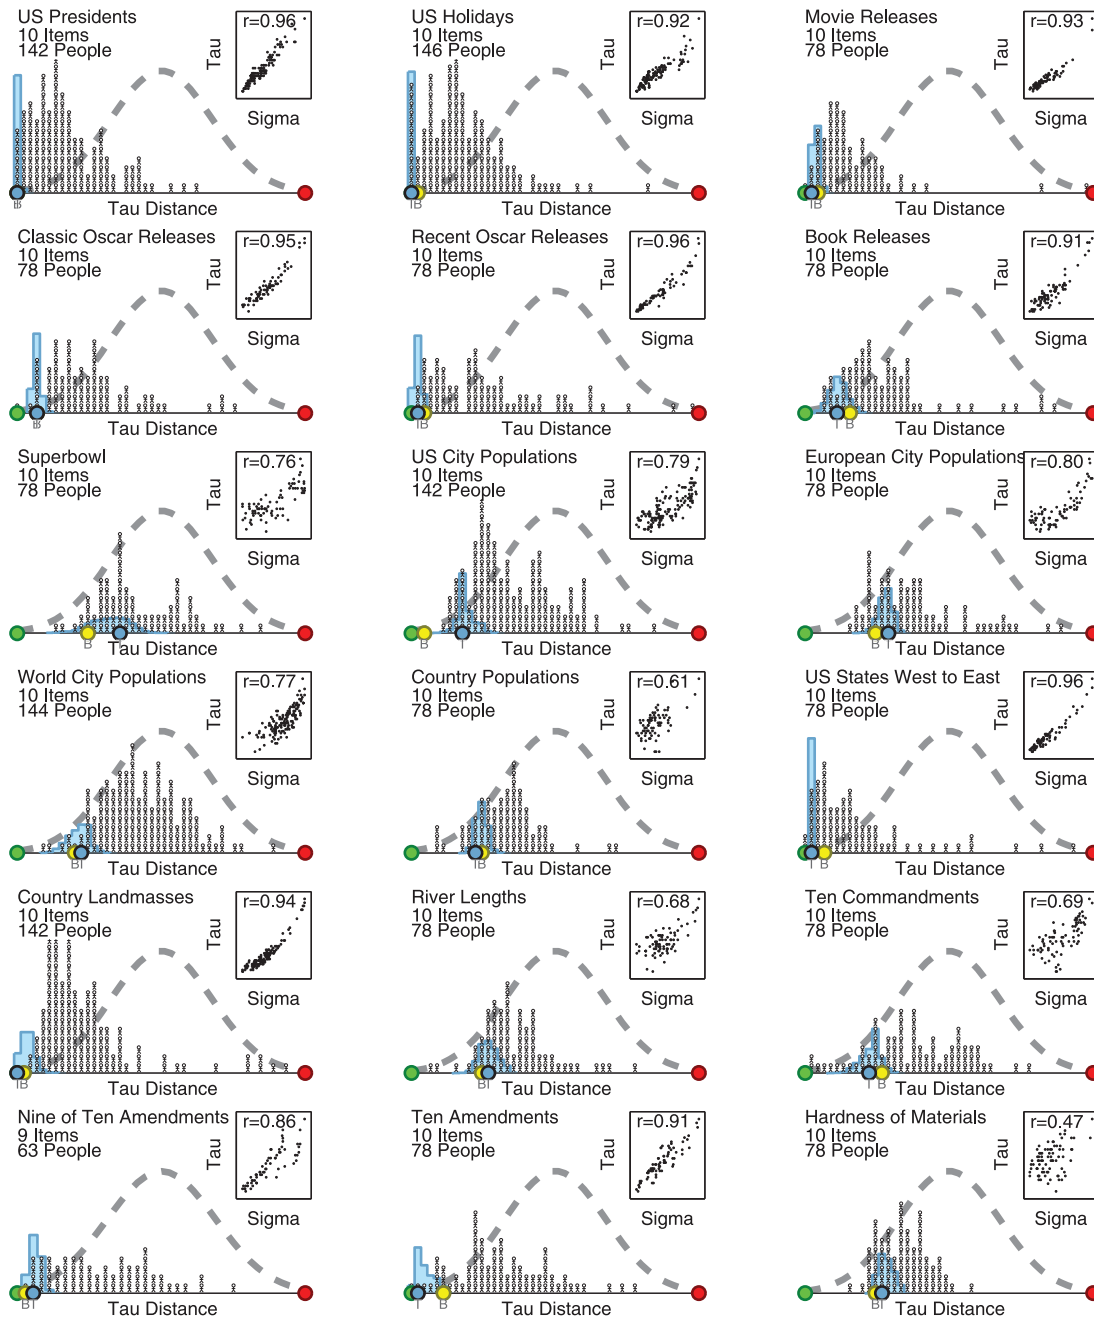 US Presidents
10 Items
142 People
r=0.96
Tau
Sigma
B
Tau Distance
US Holidays
10 Items
146 People
r=0.92
Tau
Sigma
I B
Tau Distance
Movie Releases
10 Items
78 People
r=0.93
Tau
Sigma
I B
Tau Distance
Classic Oscar Releases
10 Items
78 People
r=0.95
Tau
Sigma
B
Tau Distance
Recent Oscar Releases
10 Items
78 People
r=0.96
Tau
Sigma
I B
Tau Distance
Book Releases
10 Items
78 People
r=0.91
Tau
Sigma
I B
Tau Distance
Superbowl
10 Items
78 People
r=0.76
Tau
Sigma
B I
Tau Distance
US City Populations
10 Items
142 People
r=0.79
Tau
Sigma
B I
Tau Distance
European City Populations
10 Items
78 People
r=0.80
Tau
Sigma
B I
Tau Distance
World City Populations
10 Items
144 People
r=0.77
Tau
Sigma
B I
Tau Distance
Country Populations
10 Items
78 People
r=0.61
Tau
Sigma
I B
Tau Distance
US States West to East
10 Items
78 People
r=0.96
Tau
Sigma
I B
Tau Distance
Country Landmasses
10 Items
142 People
r=0.94
Tau
Sigma
I B
Tau Distance
River Lengths
10 Items
78 People
r=0.68
Tau
Sigma
B I
Tau Distance
Ten Commandments
10 Items
78 People
r=0.69
Tau
Sigma
I B
Tau Distance
Nine of Ten Amendments
9 Items
63 People
r=0.86
Tau
Sigma
B I
Tau Distance
Ten Amendments
10 Items
78 People
r=0.91
Tau
Sigma
I B
Tau Distance
Hardness of Materials
10 Items
78 People
r=0.47
Tau
Sigma
B I
Tau Distance